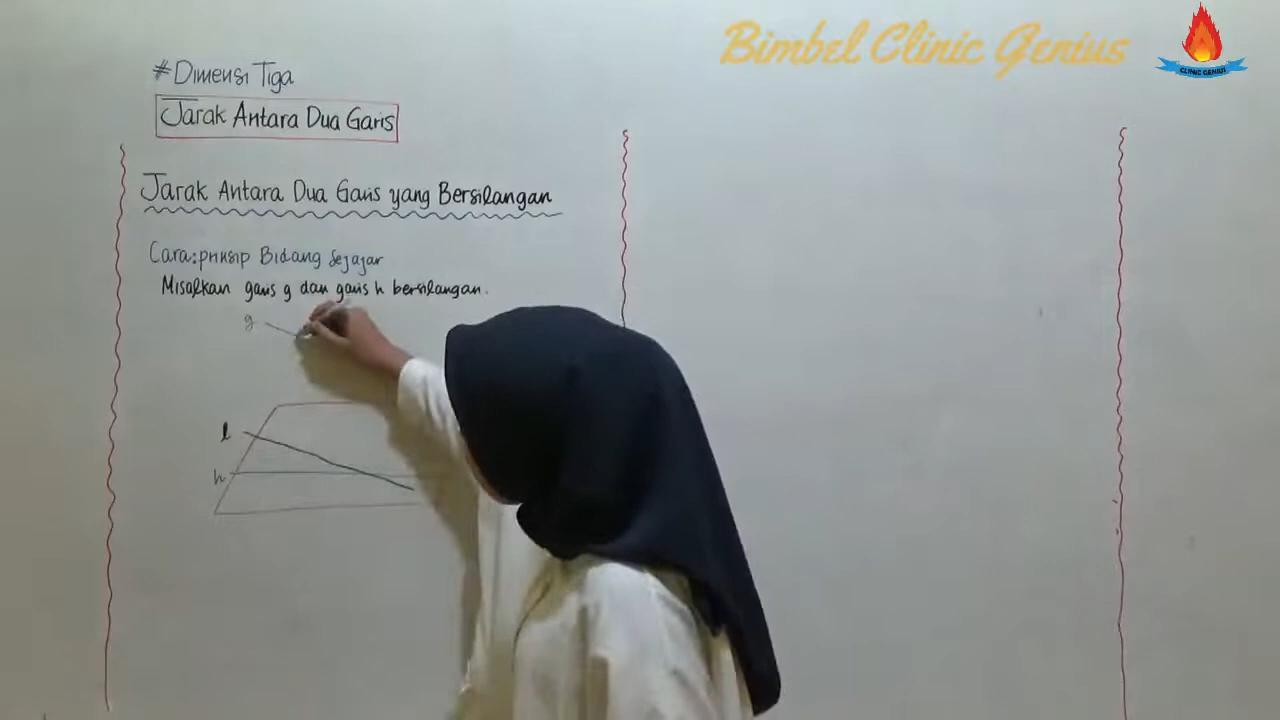 Bimbel Clinic Genius
CLINIC GENIUS
#Dimensi Tiga
Jarak Antara Dua Garis
Jarak Antara Dua Garis yang Bersilangan
Cara:prinsip Bidang Sejajar
Misalkan garis g dan garis h bersilangan.
g
l
h